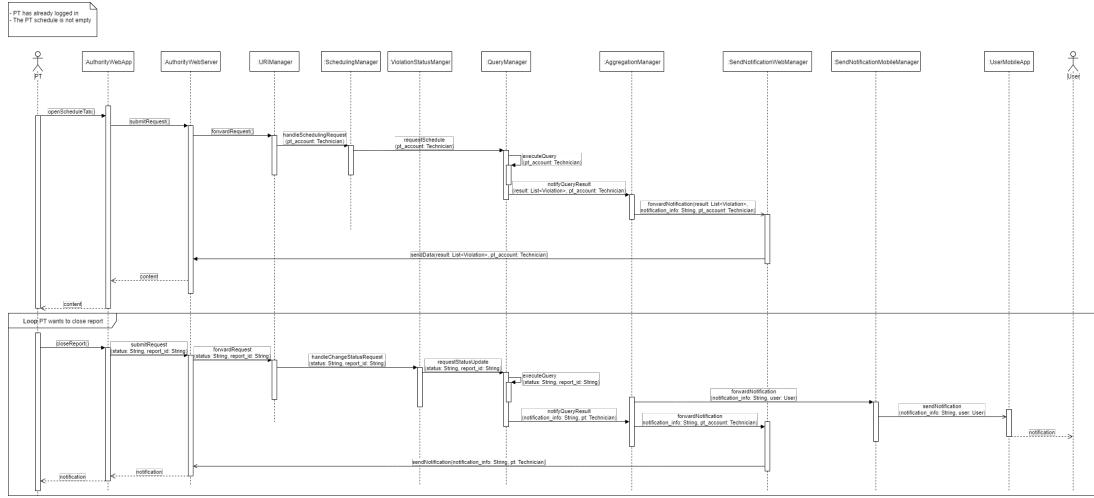 - PT has already logged in
- The PT schedule is not empty
PT
:AuthorityWebApp
:AuthorityWebServer
:URIManager
:SchedulingManager
:ViolationStatusManger
:QueryManager
:AggregationManager
:SendNotificationWebManager
:SendNotificationMobileManager
:UserMobileApp
User
openScheduleTab()
submitRequest()
forwardRequest()
handleSchedulingRequest
(pt_account: Technician)
requestSchedule
(pt_account: Technician)
executeQuery
(pt_account: Technician)
notifyQueryResult
(result: List<Violation>, pt_account: Technician)
forwardNotification(result: List<Violation>,
notification_info: String, pt_account: Technician)
sendData(result: List<Violation>, pt_account: Technician)
content
content
Loop PT wants to close report
closeReport()
submitRequest
(status: String, report_id: String)
forwardRequest
(status: String, report_id: String)
handleChangeStatusRequest
(status: String, report_id: String)
requestStatusUpdate
(status: String, report_id: String)
executeQuery
(status: String, report_id: String)
forwardNotification
(notification_info: String, user: User)
sendNotification
(notification_info: String, user: User)
notifyQueryResult
(notification_info: String, pt: Technician)
forwardNotification
(notification_info: String, pt_account: Technician)
notification
sendNotification(notification_info: String, pt: Technician)
notification
notification